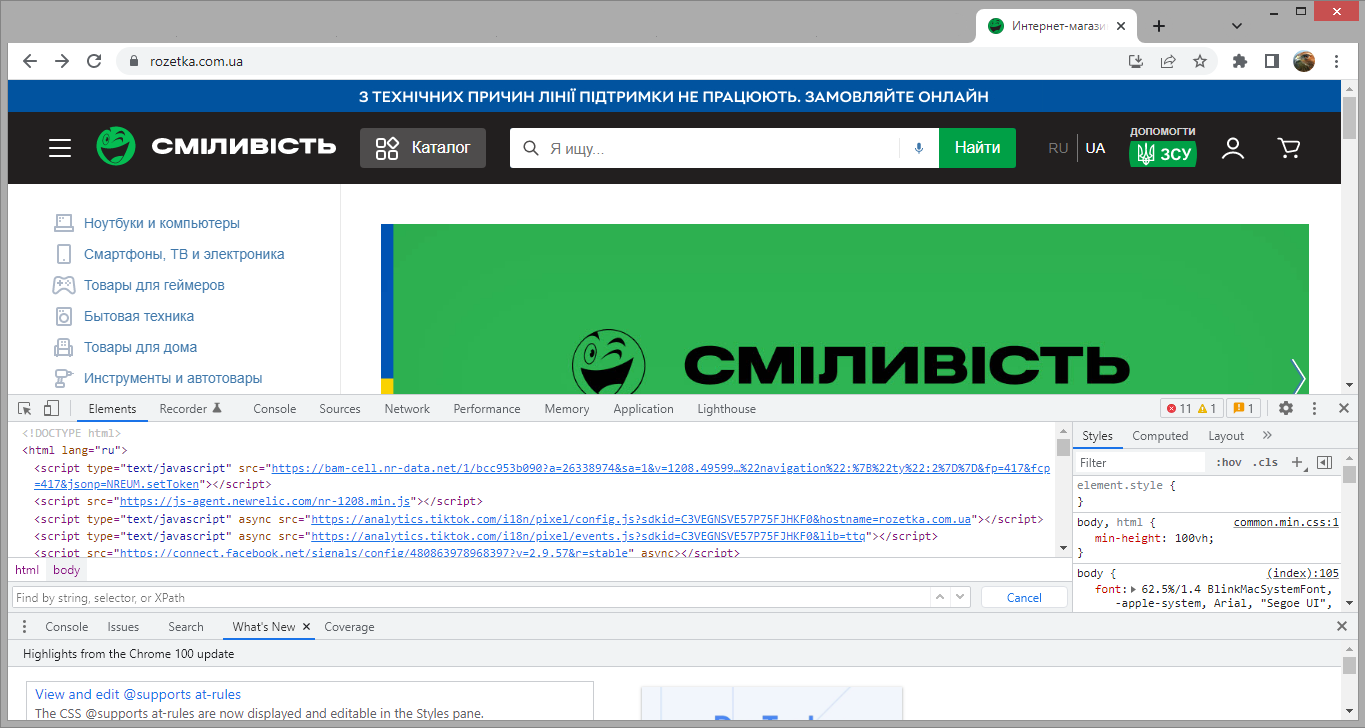 Интернет-магази
rozetka.com.ua
З ТЕХНІЧНИХ ПРИЧИН ЛІНІЇ ПІДТРИМКИ НЕ ПРАЦЮЮТЬ. ЗАМОВЛЯЙТЕ ОНЛАЙН
СМІЛИВІСТЬ
Каталог
Я ищу...
Найти
RU
UA
ДОПОМОГТИ
ЗСУ
Ноутбуки и компьютеры
Смартфоны, ТВ и электроника
Товары для геймеров
Бытовая техника
Товары для дома
Инструменты и автотовары
СМІЛИВІСТЬ
Elements Recorder Console Sources Network Performance Memory Application Lighthouse 11 1 1
<!DOCTYPE html>
<html lang="ru">
<script type="text/javascript" src="https://bam-cell.nr-data.net/1/bcc953b090?a=26338974&sa=1&v=1208.49599…%22navigation%22:%7B%22ty%22:2%7D%7D&fp=417&fcp
=417&jsonp=NREUM.setToken"></script>
<script src="https://js-agent.newrelic.com/nr-1208.min.js"></script>
<script type="text/javascript" async src="https://analytics.tiktok.com/i18n/pixel/config.js?sdkid=C3VEGNSVE57P75FJHKF0&hostname=rozetka.com.ua"></script>
<script type="text/javascript" async src="https://analytics.tiktok.com/i18n/pixel/events.js?sdkid=C3VEGNSVE57P75FJHKF0&lib=ttq"></script>
<script src="https://connect.facebook.net/signals/config/480863978968397?v=2.9.57&r=stable" async></script>
html body
Find by string, selector, or XPath
Cancel
Styles Computed Layout
Filter
:hov .cls
element.style {
}
body, html { common.min.css:1
min-height: 100vh;
}
body { (index):105
font: 62.5%/1.4 BlinkMacSystemFont,
-apple-system, Arial, "Segoe UI",
Console Issues Search What's New Coverage
Highlights from the Chrome 100 update
View and edit @supports at-rules
The CSS @supports at-rules are now displayed and editable in the Styles pane.